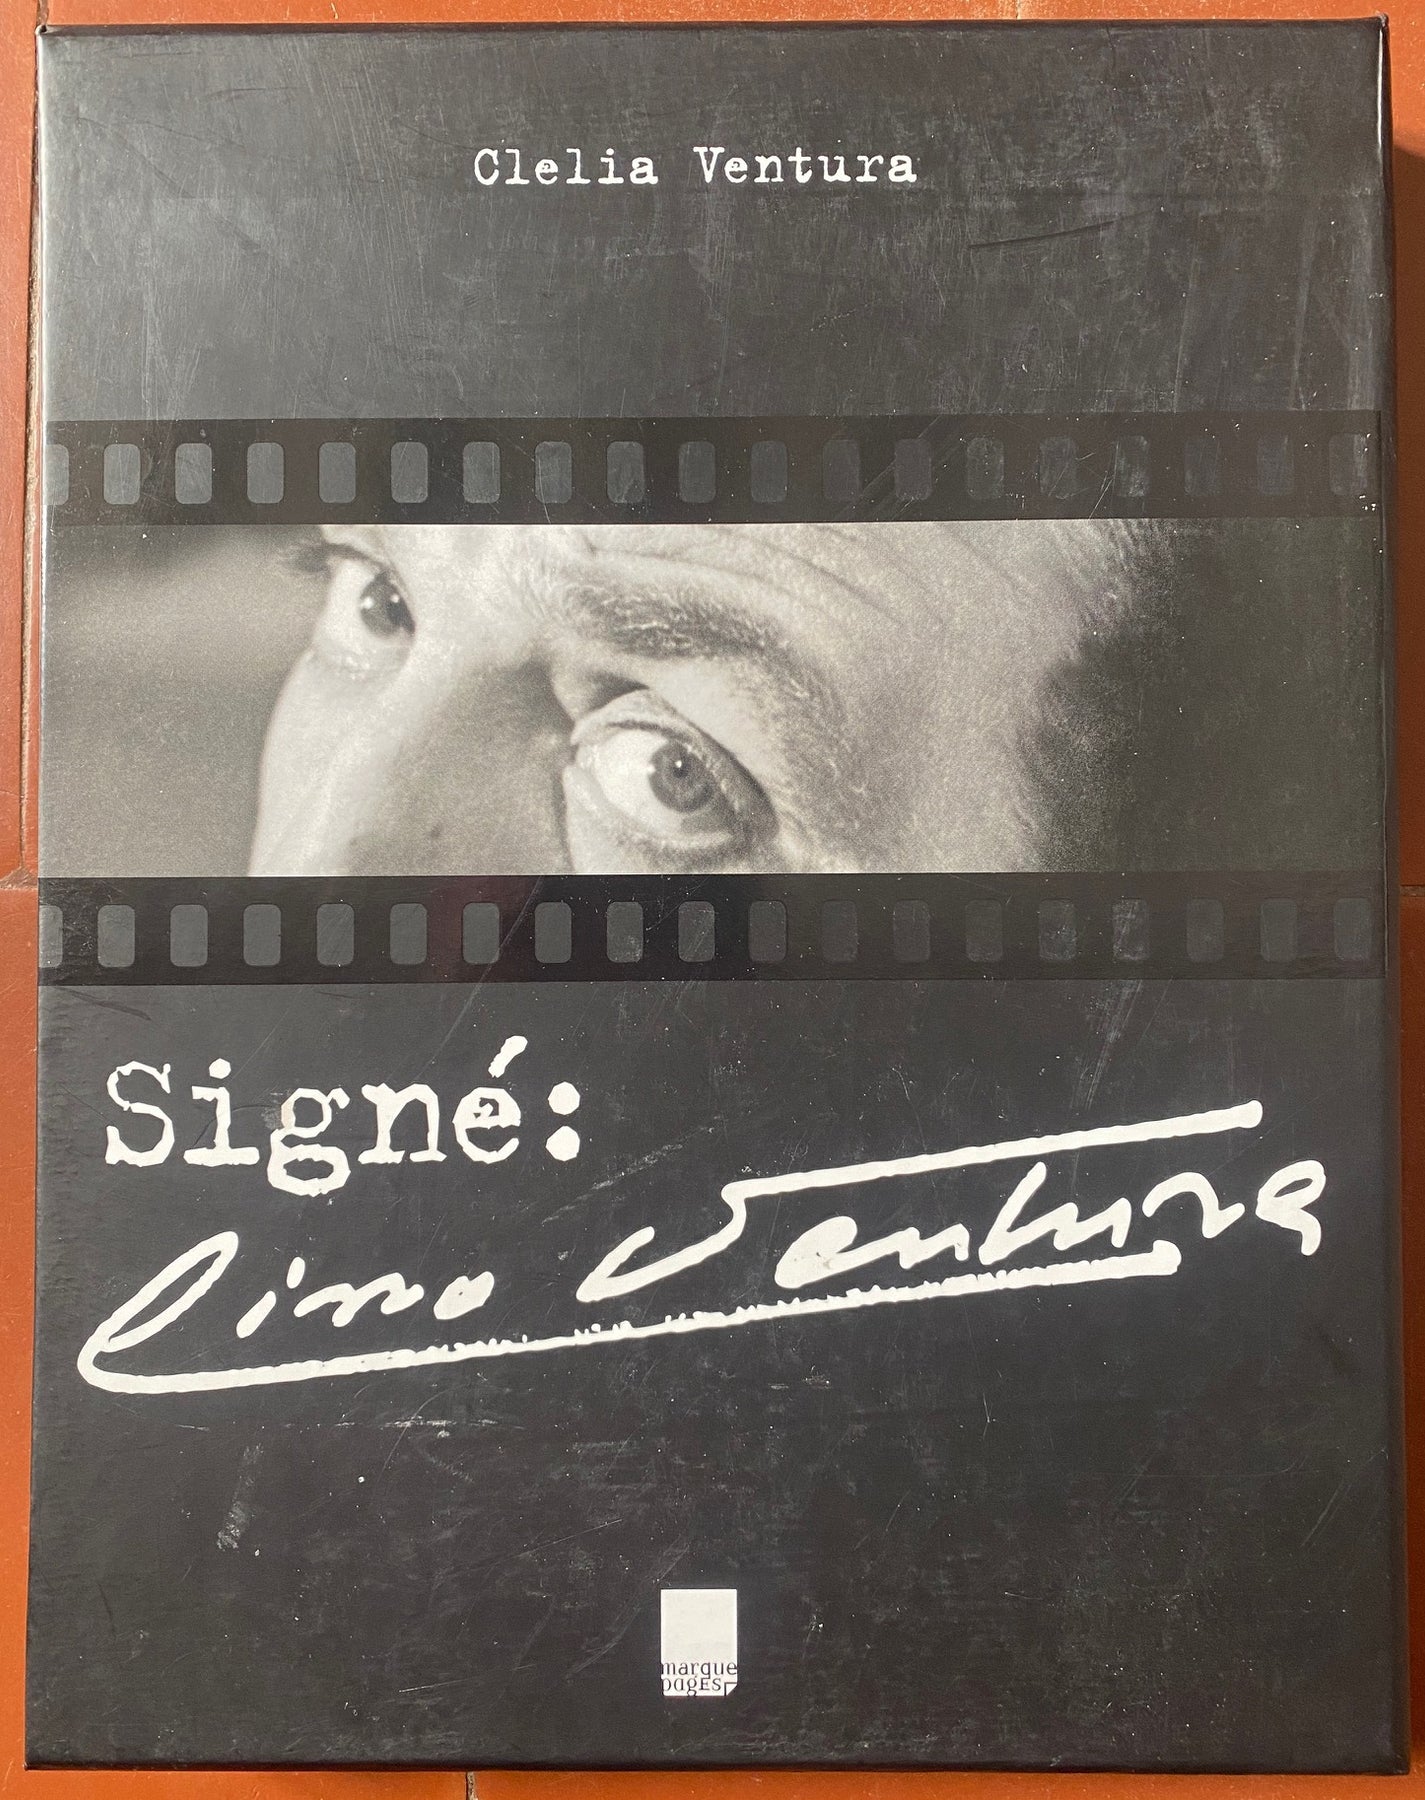 Clelia Ventura
Signé:
Lino Ventura
marque
pages